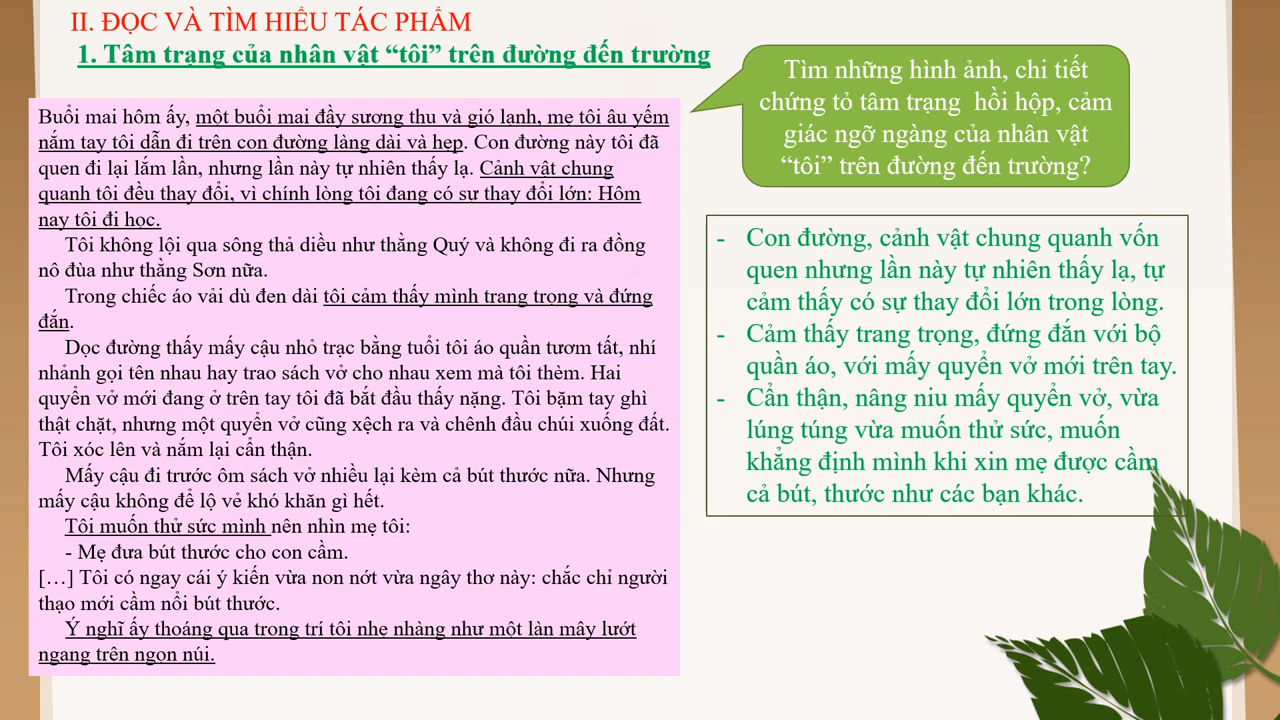 II. ĐỌC VÀ TÌM HIỂU TÁC PHẨM
1. Tâm trạng của nhân vật “tôi” trên đường đến trường
Tìm những hình ảnh, chi tiết
chứng tỏ tâm trạng hồi hộp, cảm
giác ngỡ ngàng của nhân vật
“tôi” trên đường đến trường?
Buổi mai hôm ấy, một buổi mai đầy sương thu và gió lạnh, mẹ tôi âu yếm
nắm tay tôi dẫn đi trên con đường làng dài và hẹp. Con đường này tôi đã
quen đi lại lắm lần, nhưng lần này tự nhiên thấy lạ. Cảnh vật chung
quanh tôi đều thay đổi, vì chính lòng tôi đang có sự thay đổi lớn: Hôm
nay tôi đi học.
Tôi không lội qua sông thả diều như thằng Quý và không đi ra đồng
nô đùa như thằng Sơn nữa.
Trong chiếc áo vải dù đen dài tôi cảm thấy mình trang trọng và đứng
đắn.
Dọc đường thấy mấy cậu nhỏ trạc bằng tuổi tôi áo quần tươm tất, nhí
nhảnh gọi tên nhau hay trao sách vở cho nhau xem mà tôi thèm. Hai
quyển vở mới đang ở trên tay tôi đã bắt đầu thấy nặng. Tôi bặm tay ghì
thật chặt, nhưng một quyển vở cũng xệch ra và chênh đầu chúi xuống đất.
Tôi xóc lên và nắm lại cẩn thận.
Mấy cậu đi trước ôm sách vở nhiều lại kèm cả bút thước nữa. Nhưng
mấy cậu không để lộ vẻ khó khăn gì hết.
Tôi muốn thử sức mình nên nhìn mẹ tôi:
- Mẹ đưa bút thước cho con cầm.
[…] Tôi có ngay cái ý kiến vừa non nớt vừa ngây thơ này: chắc chỉ người
thạo mới cầm nổi bút thước.
Ý nghĩ ấy thoáng qua trong trí tôi nhẹ nhàng như một làn mây lướt
ngang trên ngọn núi.
- Con đường, cảnh vật chung quanh vốn
quen nhưng lần này tự nhiên thấy lạ, tự
cảm thấy có sự thay đổi lớn trong lòng.
- Cảm thấy trang trọng, đứng đắn với bộ
quần áo, với mấy quyển vở mới trên tay.
- Cẩn thận, nâng niu mấy quyển vở, vừa
lúng túng vừa muốn thử sức, muốn
khẳng định mình khi xin mẹ được cầm
cả bút, thước như các bạn khác.